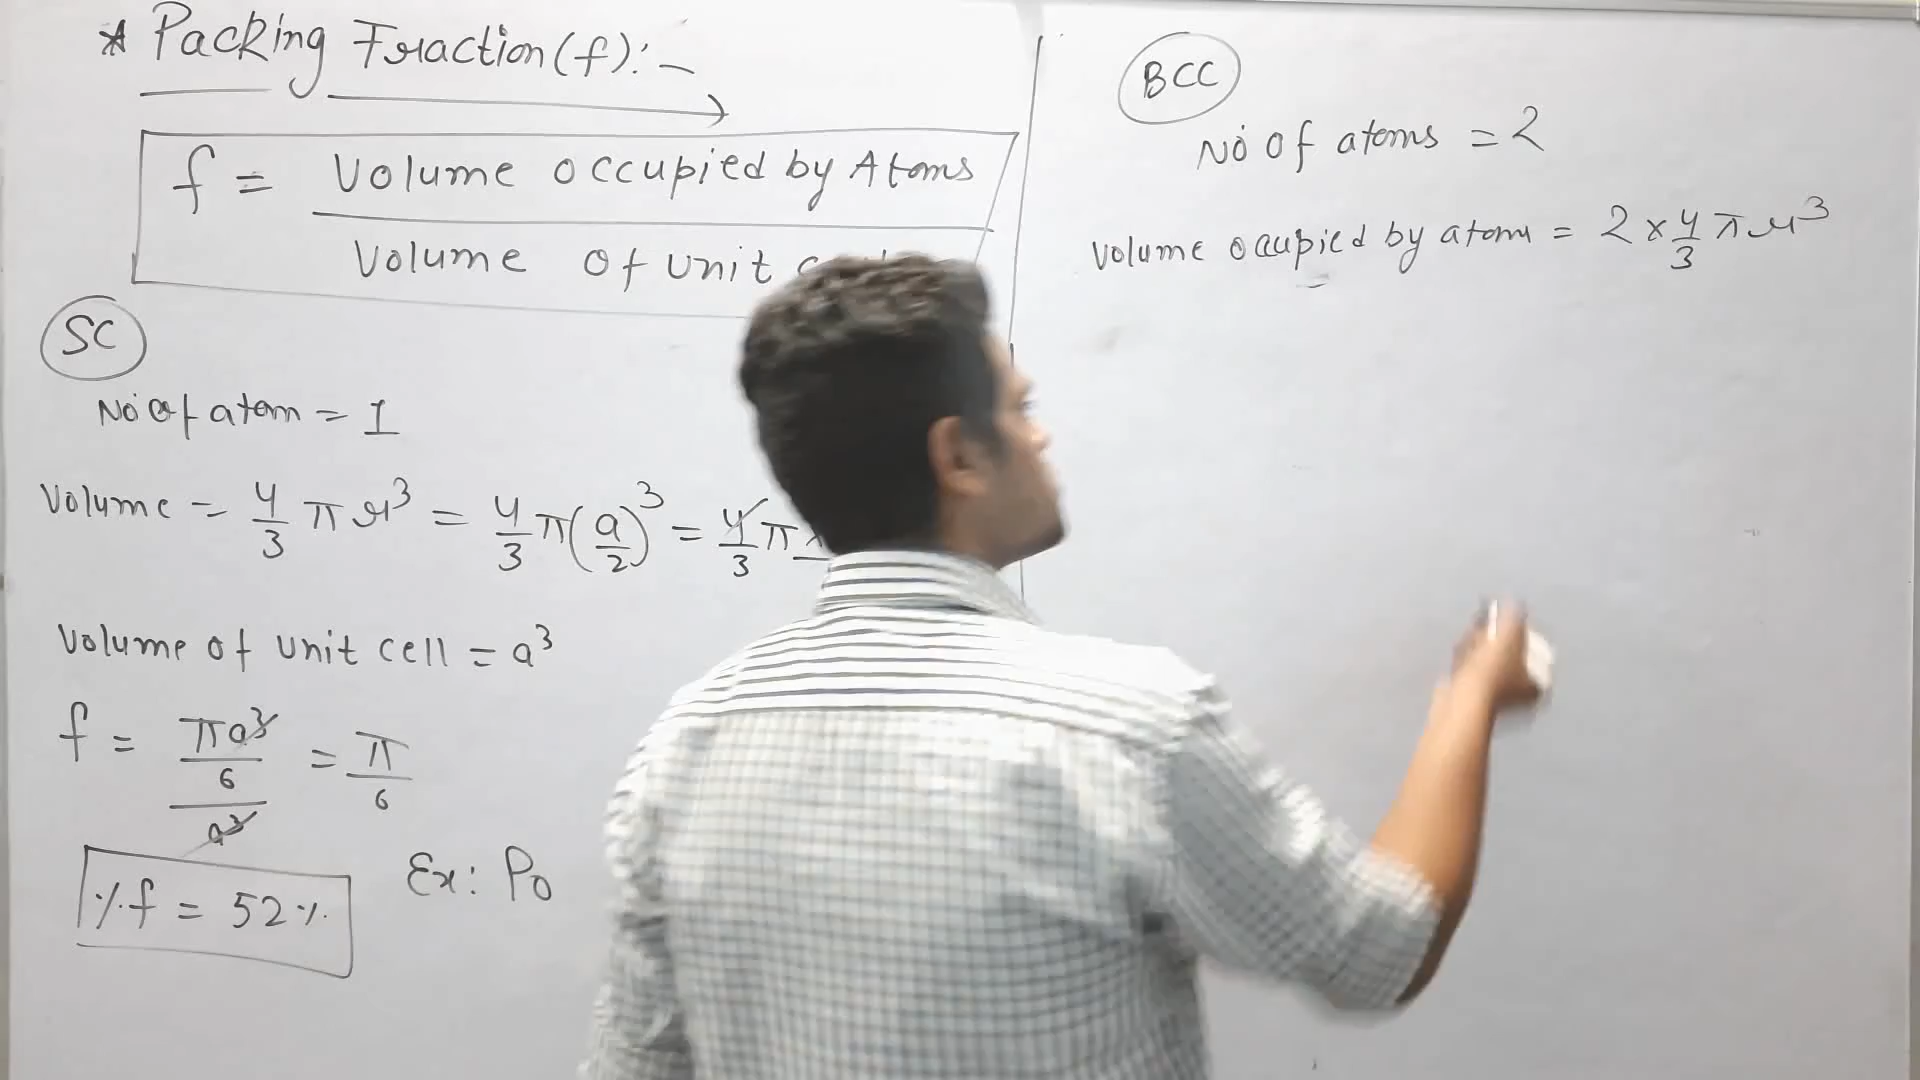 * Packing Fraction (f):-
f = Volume occupied by Atoms
Volume of unit
SC
No of atom = 1
Volume = 4/3 π r³ = 4/3 π (a/2)³ = 4/3 π
Volume of unit cell = a³
f = πa³/6 / a³ = π/6
%f = 52%
Ex: Po
BCC
No of atoms = 2
Volume occupied by atom = 2 × 4/3 π r³